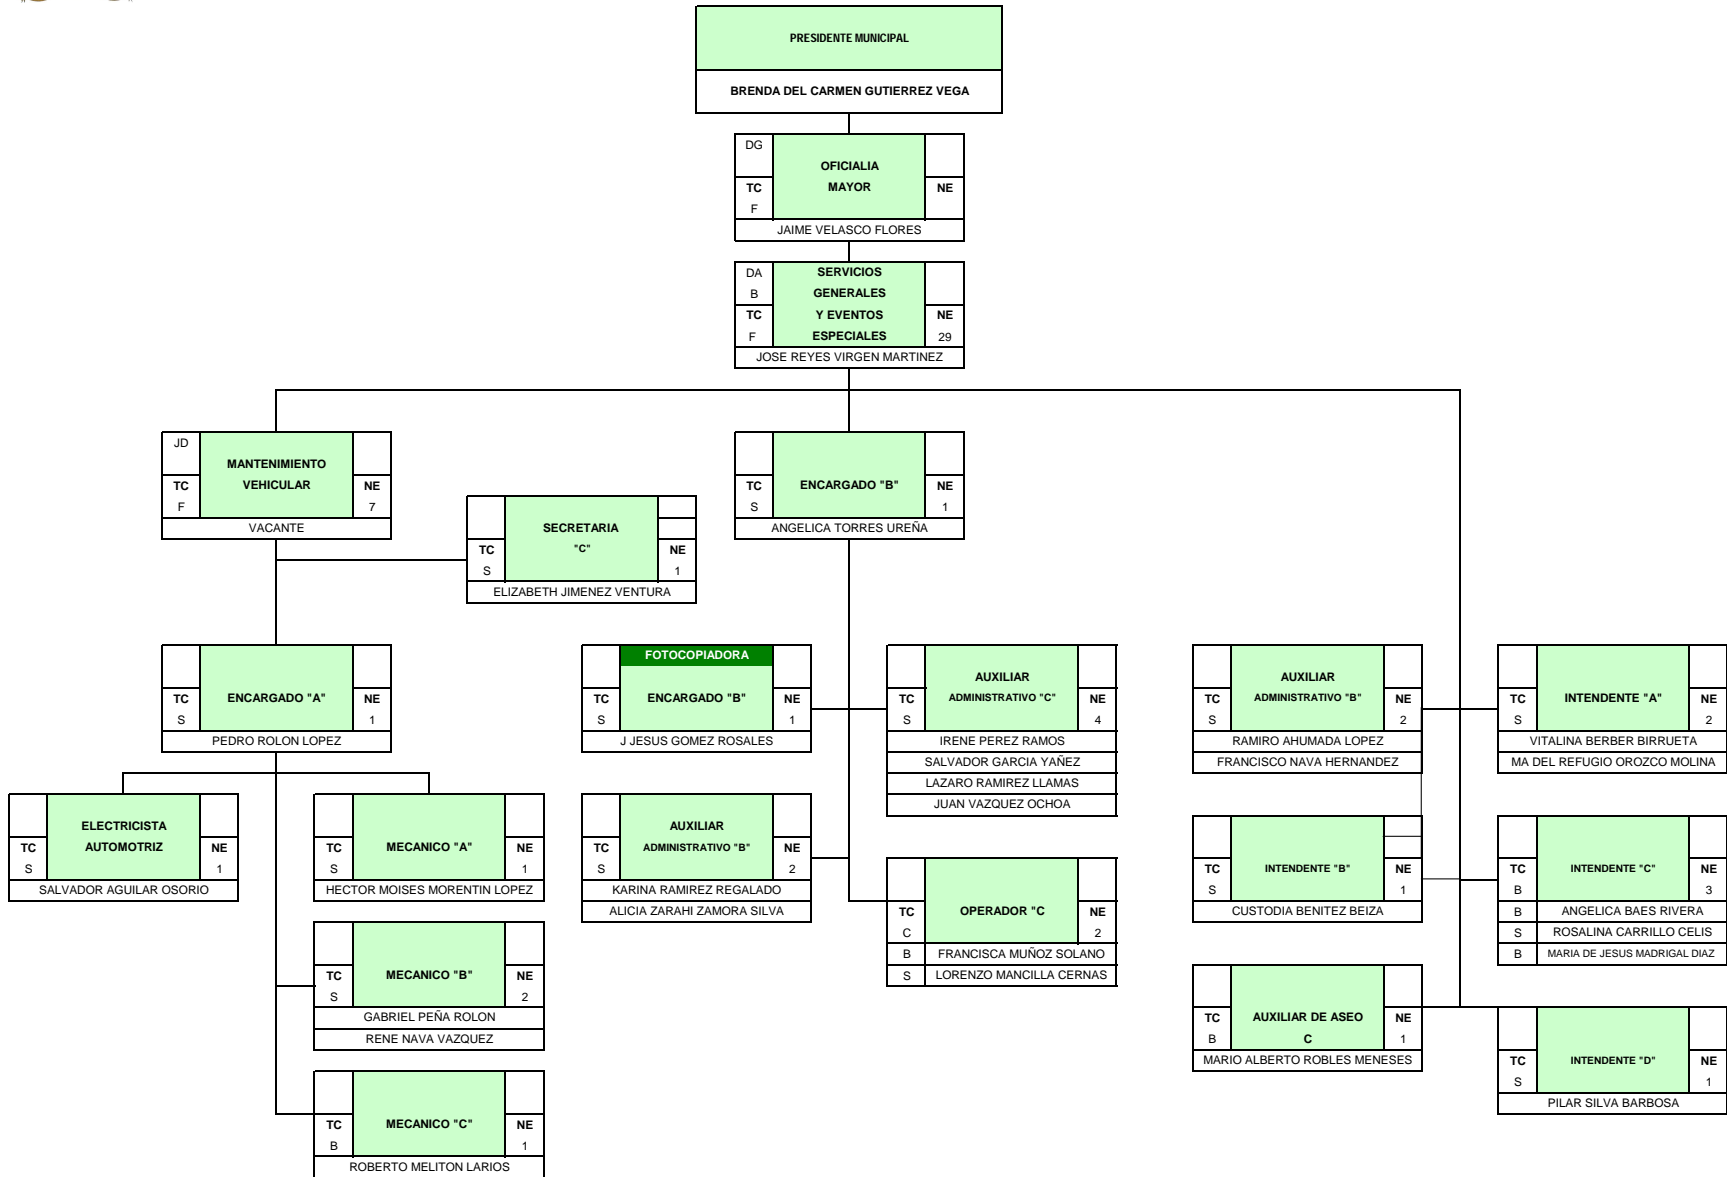 PRESIDENTE MUNICIPAL
BRENDA DEL CARMEN GUTIERREZ VEGA
DG
OFICIALIA
TC MAYOR NE
F
JAIME VELASCO FLORES
DA SERVICIOS
B GENERALES
TC Y EVENTOS NE
F ESPECIALES 29
JOSE REYES VIRGEN MARTINEZ
JD
MANTENIMIENTO
TC VEHICULAR NE
F 7
VACANTE
SECRETARIA
TC "C" NE
S 1
ELIZABETH JIMENEZ VENTURA
TC ENCARGADO "B" NE
S 1
ANGELICA TORRES UREÑA
TC ENCARGADO "A" NE
S 1
PEDRO ROLON LOPEZ
ELECTRICISTA
TC AUTOMOTRIZ NE
S 1
SALVADOR AGUILAR OSORIO
TC MECANICO "A" NE
S 1
HECTOR MOISES MORENTIN LOPEZ
TC MECANICO "B" NE
S 2
GABRIEL PEÑA ROLON
RENE NAVA VAZQUEZ
TC MECANICO "C" NE
B 1
ROBERTO MELITON LARIOS
FOTOCOPIADORA
TC ENCARGADO "B" NE
S 1
J JESUS GOMEZ ROSALES
AUXILIAR
TC ADMINISTRATIVO "C" NE
S 4
IRENE PEREZ RAMOS
SALVADOR GARCIA YAÑEZ
LAZARO RAMIREZ LLAMAS
JUAN VAZQUEZ OCHOA
AUXILIAR
TC ADMINISTRATIVO "B" NE
S 2
KARINA RAMIREZ REGALADO
ALICIA ZARAHI ZAMORA SILVA
TC OPERADOR "C NE
C 2
B FRANCISCA MUÑOZ SOLANO
S LORENZO MANCILLA CERNAS
AUXILIAR
TC ADMINISTRATIVO "B" NE
S 2
RAMIRO AHUMADA LOPEZ
FRANCISCO NAVA HERNANDEZ
TC INTENDENTE "A" NE
S 2
VITALINA BERBER BIRRUETA
MA DEL REFUGIO OROZCO MOLINA
TC INTENDENTE "B" NE
S 1
CUSTODIA BENITEZ BEIZA
TC INTENDENTE "C" NE
B 3
B ANGELICA BAES RIVERA
S ROSALINA CARRILLO CELIS
B MARIA DE JESUS MADRIGAL DIAZ
TC AUXILIAR DE ASEO NE
B C 1
MARIO ALBERTO ROBLES MENESES
TC INTENDENTE "D" NE
S 1
PILAR SILVA BARBOSA